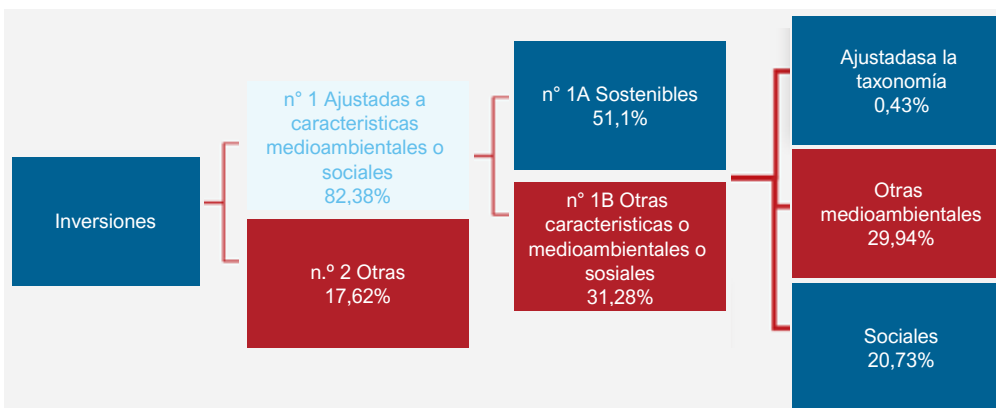 Inversiones
n° 1 Ajustadas a
caracteristicas
medioambientales o
sociales
82,38%
n.º 2 Otras
17,62%
n° 1A Sostenibles
51,1%
n° 1B Otras
caracteristicas o
medioambientales o
sosiales
31,28%
Ajustadasa la
taxonomía
0,43%
Otras
medioambientales
29,94%
Sociales
20,73%